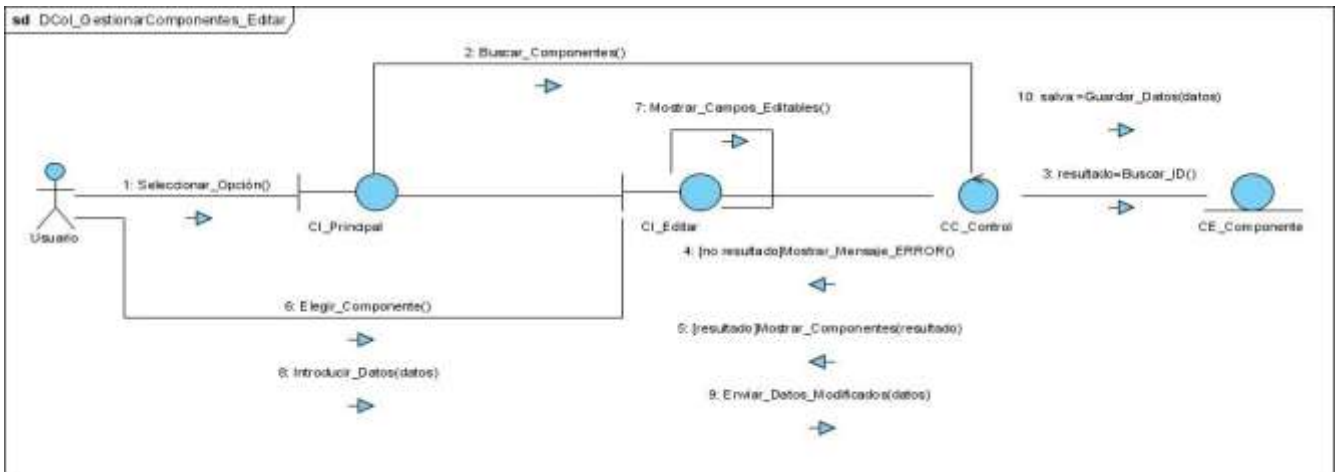 sd DCol_GestionarComponentes_Editar
2: Buscar_Componentes()
10: salva:=Guardar_Datos(datos)
7: Mostrar_Campos_Editables()
1: Seleccionar_Opción()
3: resultado=Buscar_ID()
Usuario
CI_Principal
CI_Editar
CC_Control
CE_Componente
4: [no resultado]Mostrar_Mensaje_ERROR()
6: Elegir_Componente()
5: [resultado]Mostrar_Componentes(resultado)
8: Introducir_Datos(datos)
9: Enviar_Datos_Modificados(datos)